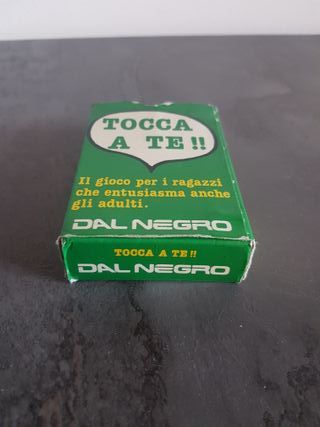 TOCCA
A TE!!
Il gioco per i ragazzi
che entusiasma anche
gli adulti.
DAL NEGRO
TOCCA A TE!!
DAL NEGRO